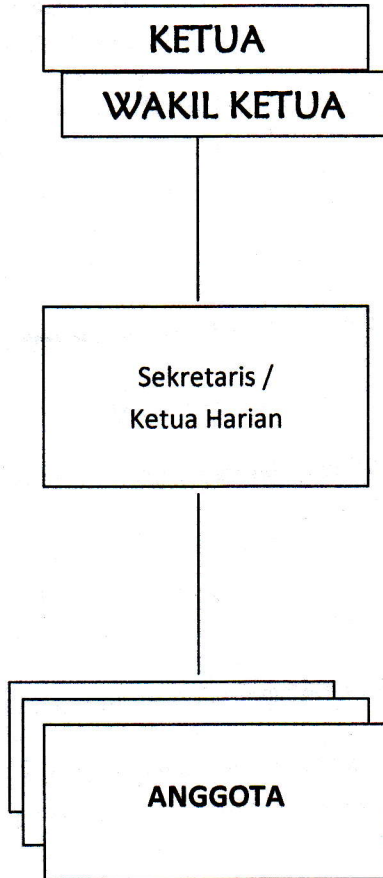 KETUA
WAKIL KETUA
Sekretaris /
Ketua Harian
ANGGOTA